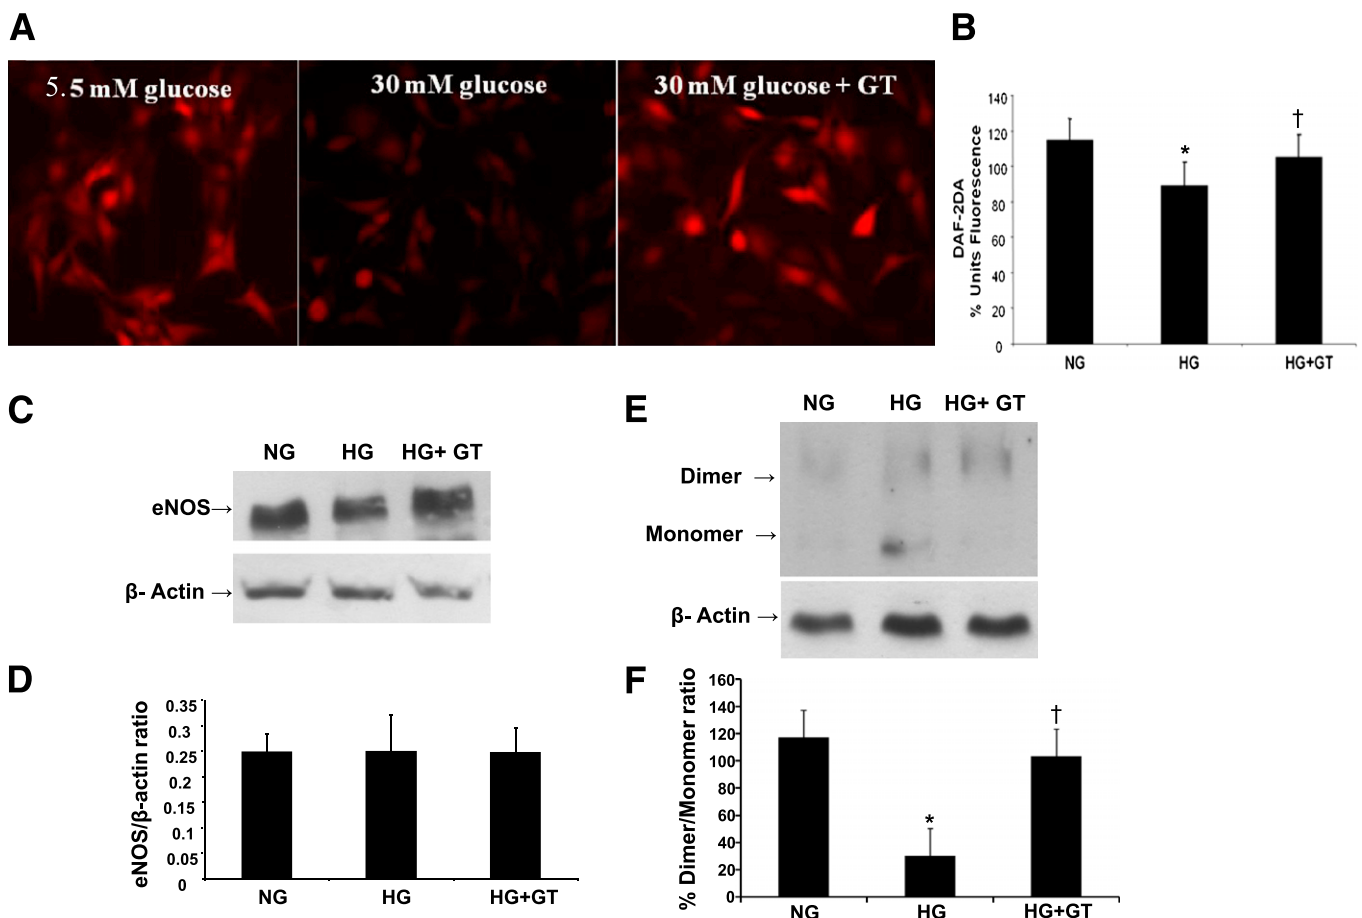 A
5.5 mM glucose
30 mM glucose
30 mM glucose + GT
B
DAF-2DA
% Units Fluorescence
140
120
100
80
60
40
20
0
*
†
NG
HG
HG+GT
C
NG
HG
HG+ GT
eNOS→
β- Actin →
D
eNOS/β-actin ratio
0.35
0.3
0.25
0.2
0.15
0.1
0.05
0
NG
HG
HG+GT
E
NG
HG
HG+ GT
Dimer →
Monomer →
β- Actin →
F
% Dimer/Monomer ratio
160
140
120
100
80
60
40
20
0
*
†
NG
HG
HG+GT